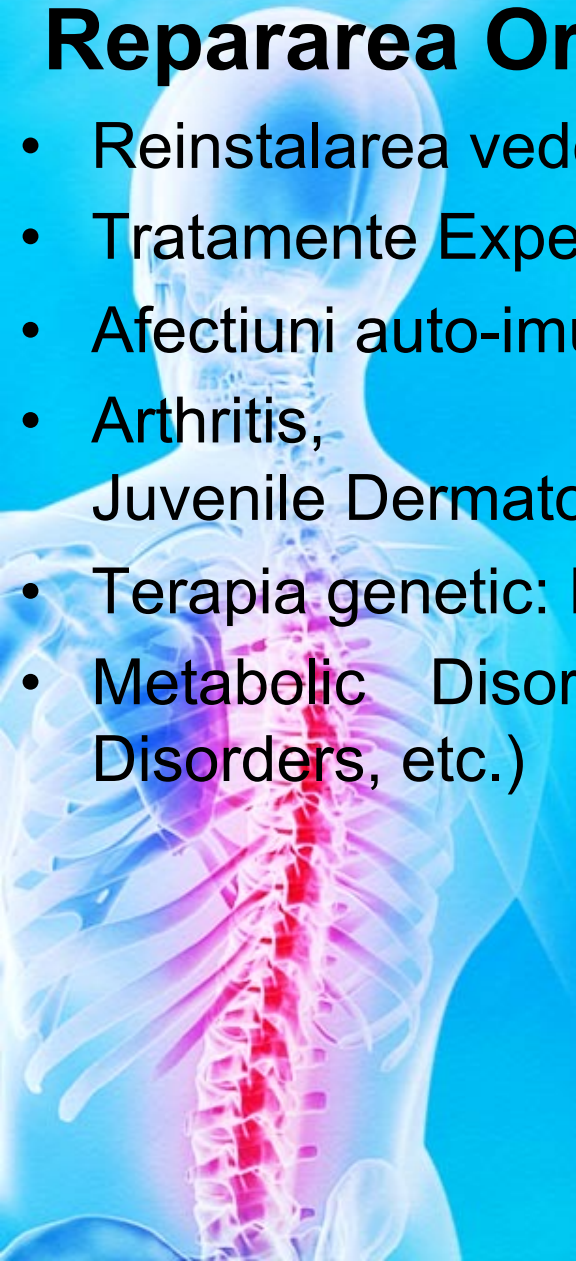 Repararea Or
• Reinstalarea vede
• Tratamente Expe
• Afectiuni auto-imu
• Arthritis,
Juvenile Dermato
• Terapia genetic:
• Metabolic Disor
Disorders, etc.)